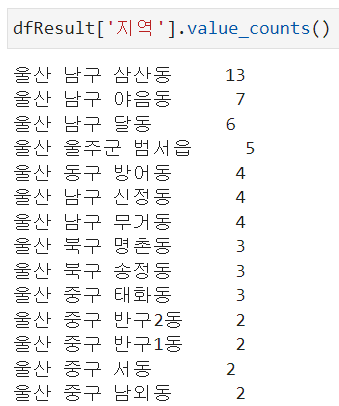 dfResult['지역'].value_counts()
울산 남구 삼산동 13
울산 남구 야음동 7
울산 남구 달동 6
울산 울주군 범서읍 5
울산 동구 방어동 4
울산 남구 신정동 4
울산 남구 무거동 4
울산 북구 명촌동 3
울산 북구 송정동 3
울산 중구 태화동 3
울산 중구 반구2동 2
울산 중구 반구1동 2
울산 중구 서동 2
울산 중구 남외동 2